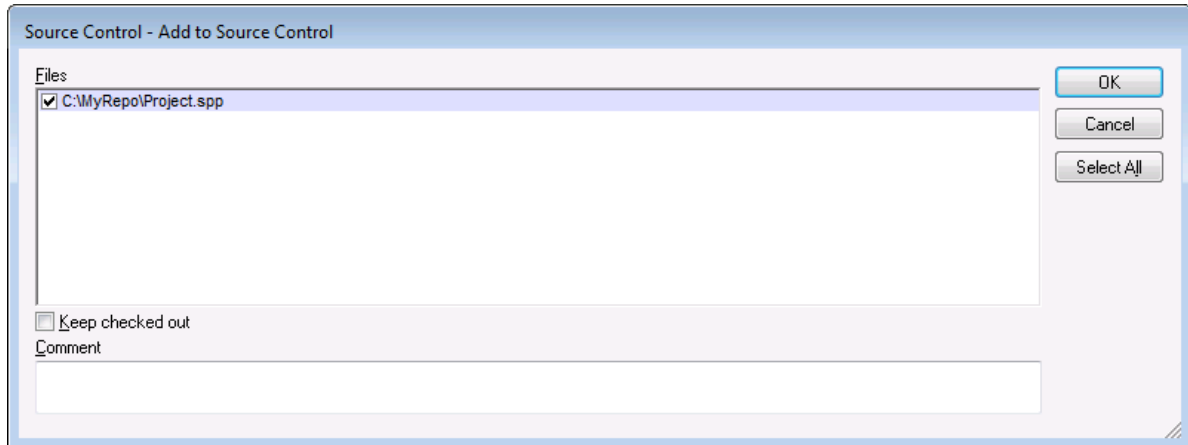 Source Control - Add to Source Control
Files
C:\MyRepo\Project.spp
OK
Cancel
Select All
Keep checked out
Comment